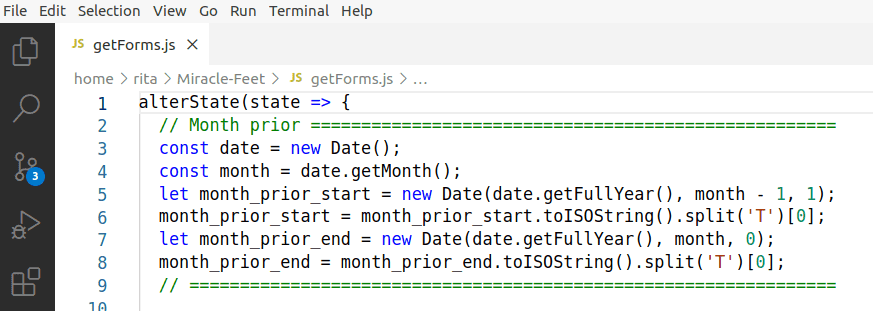 File Edit Selection View Go Run Terminal Help
JS getForms.js ×
home > rita > Miracle-Feet > JS getForms.js > ...
1 alterState(state => {
2 // Month prior ====================================================
3 const date = new Date();
4 const month = date.getMonth();
5 let month_prior_start = new Date(date.getFullYear(), month - 1, 1);
6 month_prior_start = month_prior_start.toISOString().split('T')[0];
3
7 let month_prior_end = new Date(date.getFullYear(), month, 0);
8 month_prior_end = month_prior_end.toISOString().split('T')[0];
9 // ================================================================
10